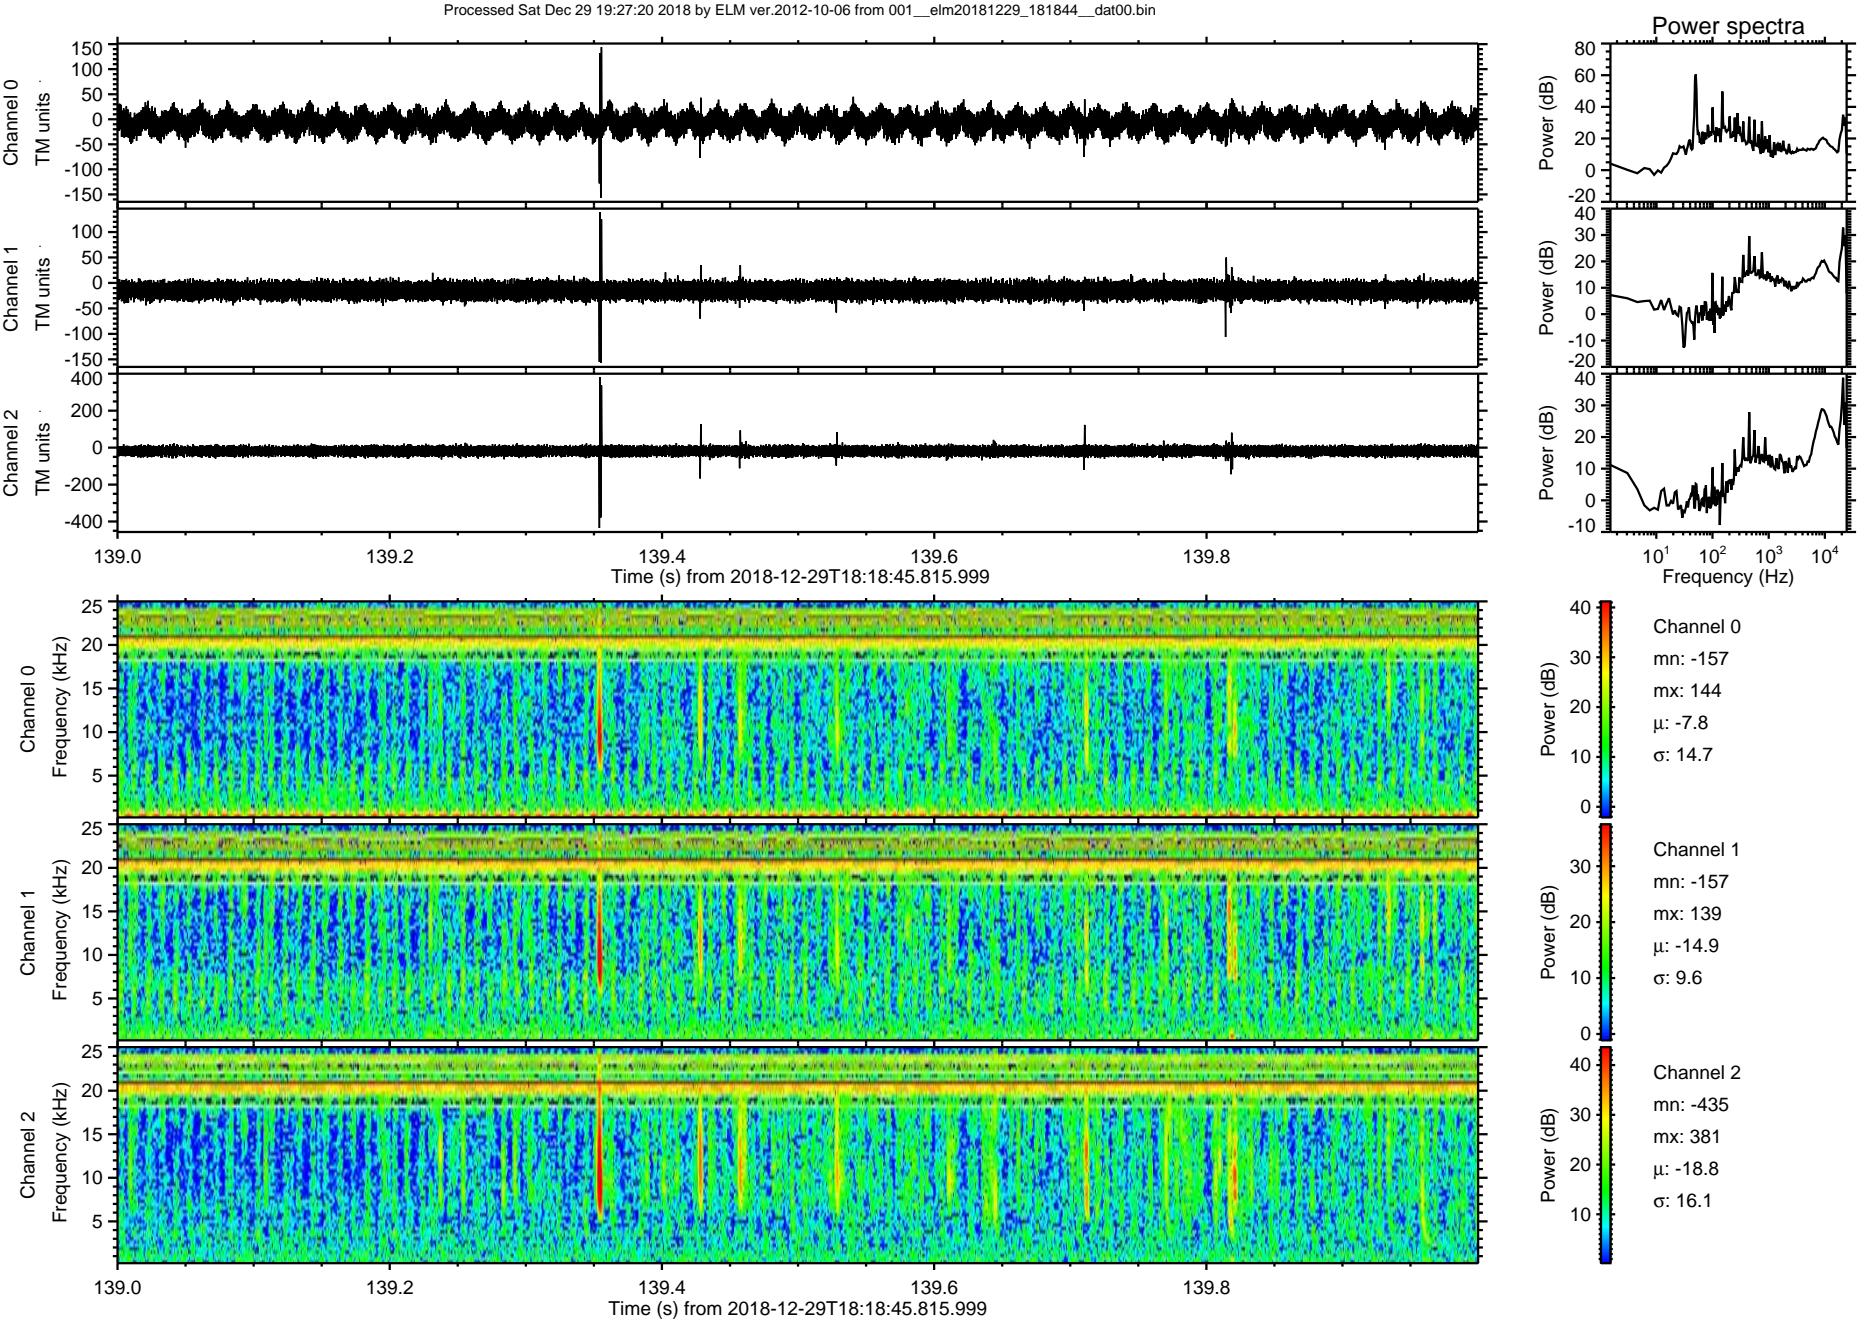 Processed Sat Dec 29 19:27:20 2018 by ELM ver.2012-10-06 from 001__elm20181229_181844__dat00.bin
Power spectra
Channel 0
TM units
150
100
50
0
-50
-100
-150
Power (dB)
80
60
40
20
0
-20
Channel 1
TM units
100
50
0
-50
-100
-150
Power (dB)
40
30
20
10
0
-10
-20
Channel 2
TM units
400
200
0
-200
-400
Power (dB)
40
30
20
10
0
-10
139.0 139.2 139.4 139.6 139.8
Time (s) from 2018-12-29T18:18:45.815.999
10¹ 10² 10³ 10⁴
Frequency (Hz)
Channel 0
Frequency (kHz)
25
20
15
10
5
Power (dB)
40
30
20
10
0
Channel 0
mn: -157
mx: 144
μ: -7.8
σ: 14.7
Channel 1
Frequency (kHz)
25
20
15
10
5
Power (dB)
30
20
10
0
Channel 1
mn: -157
mx: 139
μ: -14.9
σ: 9.6
Channel 2
Frequency (kHz)
25
20
15
10
5
Power (dB)
40
30
20
10
Channel 2
mn: -435
mx: 381
μ: -18.8
σ: 16.1
139.0 139.2 139.4 139.6 139.8
Time (s) from 2018-12-29T18:18:45.815.999